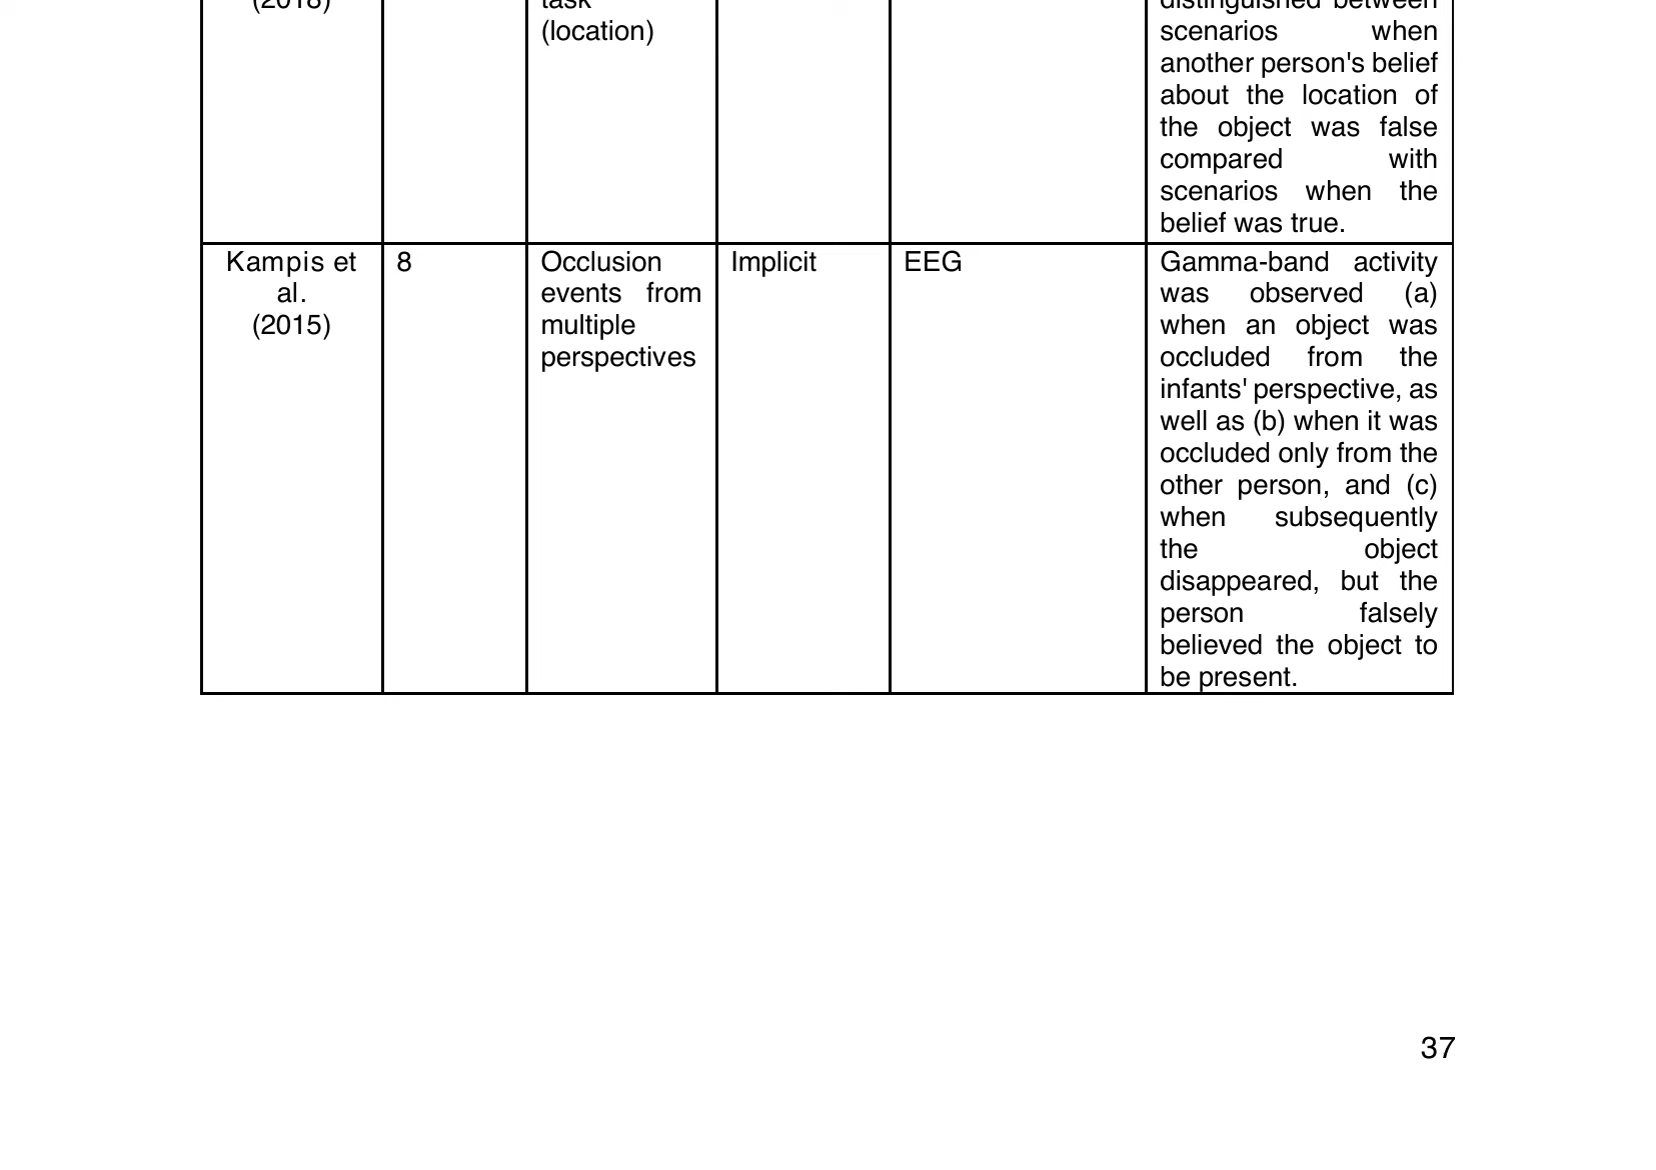 (2018)
task
(location)
distinguished between
scenarios when
another person's belief
about the location of
the object was false
compared with
scenarios when the
belief was true.
Kampis et
al.
(2015)
8
Occlusion
events from
multiple
perspectives
Implicit
EEG
Gamma-band activity
was observed (a)
when an object was
occluded from the
infants' perspective, as
well as (b) when it was
occluded only from the
other person, and (c)
when subsequently
the object
disappeared, but the
person falsely
believed the object to
be present.
37